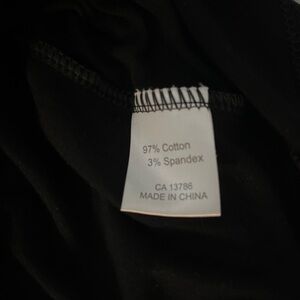 97% Cotton
3% Spandex
CA 13786
MADE IN CHINA